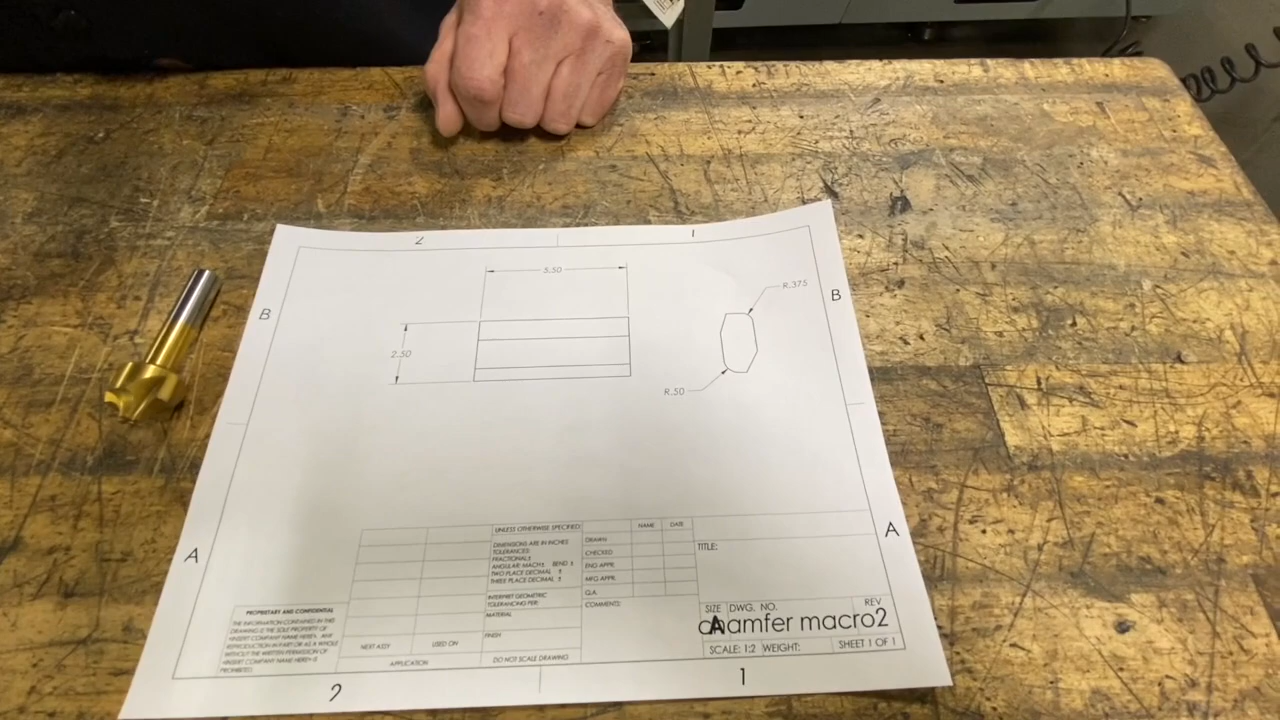 2
1
B
B
5.50
R.375
2.50
R.50
A
A
UNLESS OTHERWISE SPECIFIED:
DIMENSIONS ARE IN INCHES
TOLERANCES:
FRACTIONAL±
ANGULAR: MACH± BEND ±
TWO PLACE DECIMAL ±
THREE PLACE DECIMAL ±
INTERPRET GEOMETRIC
TOLERANCING PER:
MATERIAL
FINISH
DO NOT SCALE DRAWING
NAME
DATE
DRAWN
CHECKED
ENG APPR.
MFG APPR.
Q.A.
COMMENTS:
TITLE:
SIZE
DWG. NO.
REV
A
chamfer macro2
SCALE: 1:2
WEIGHT:
SHEET 1 OF 1
PROPRIETARY AND CONFIDENTIAL
THE INFORMATION CONTAINED IN THIS
DRAWING IS THE SOLE PROPERTY OF
<INSERT COMPANY NAME HERE>. ANY
REPRODUCTION IN PART OR AS A WHOLE
WITHOUT THE WRITTEN PERMISSION OF
<INSERT COMPANY NAME HERE> IS
PROHIBITED.
NEXT ASSY
USED ON
APPLICATION
2
1